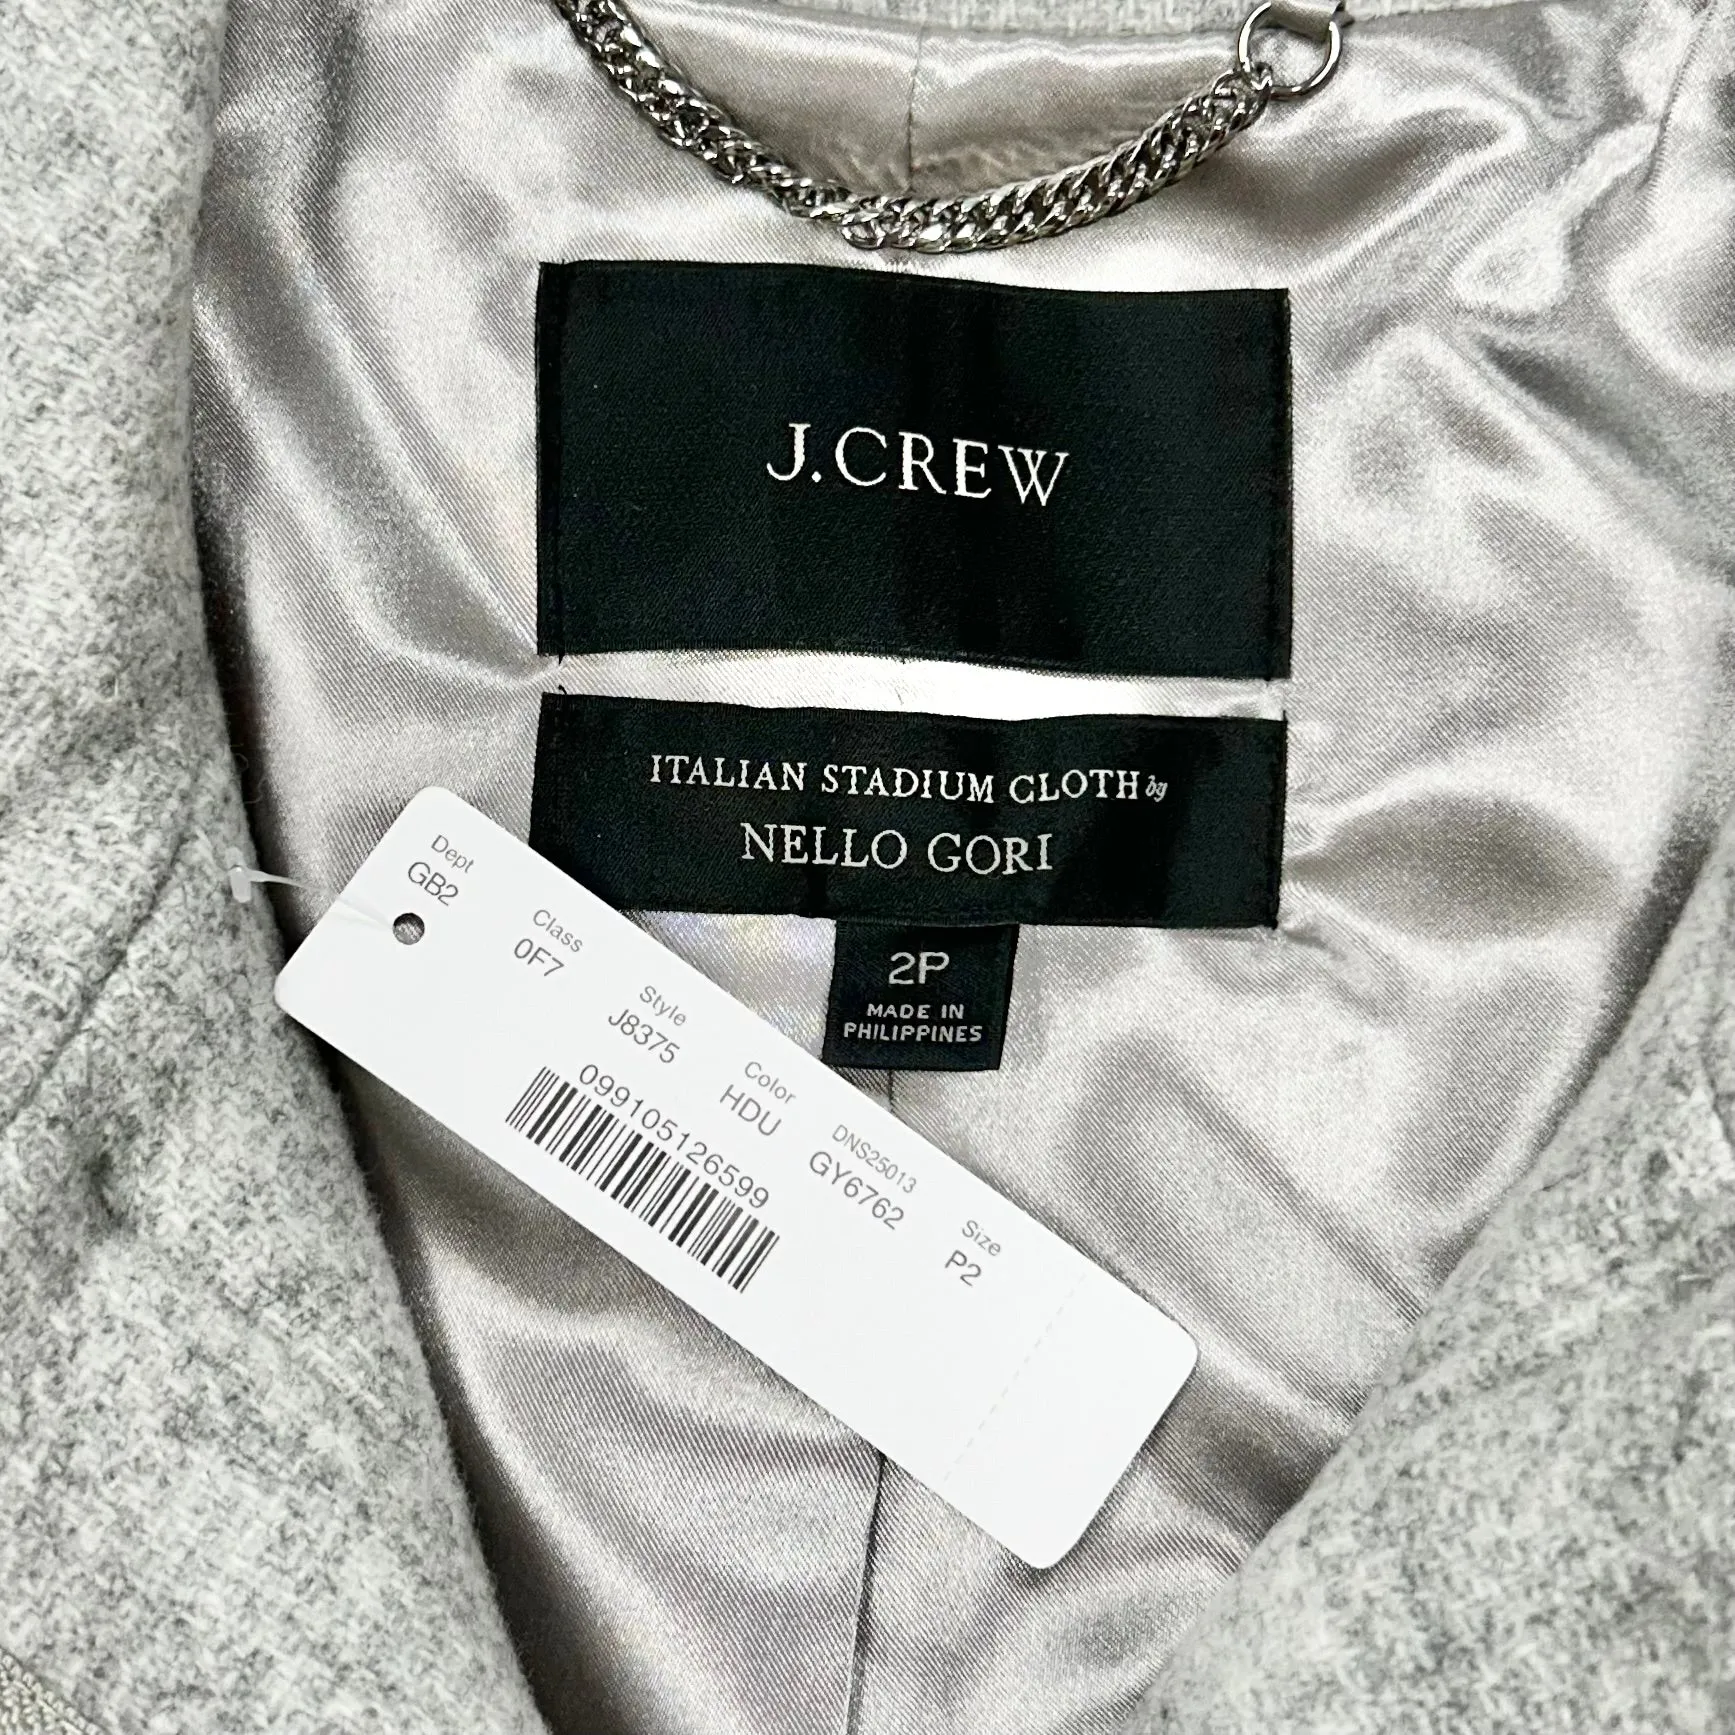 J.CREW
ITALIAN STADIUM CLOTH by
NELLO GORI
2P
MADE IN
PHILIPPINES
Dept
GB2
Class
0F7
Style
J8375
Color
HDU
DNS25013
GY6762
Size
P2
099105126599